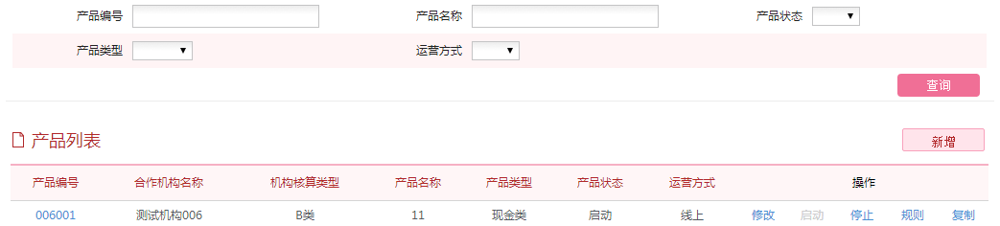 产品编号 产品名称 产品状态
产品类型 运营方式
查询
产品列表 新增
产品编号 合作机构名称 机构核算类型 产品名称 产品类型 产品状态 运营方式 操作
006001 测试机构006 B类 11 现金类 启动 线上 修改 启动 停止 规则 复制